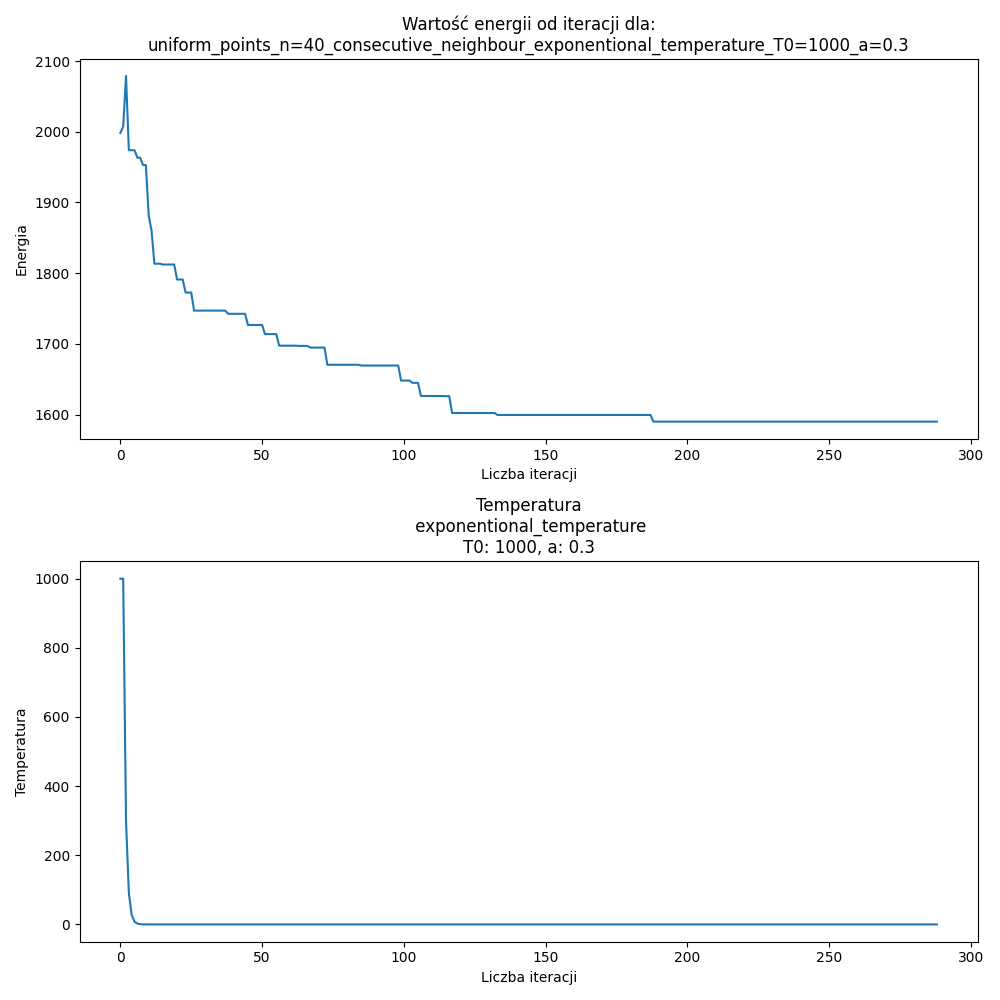 Wartość energii od iteracji dla:
uniform_points_n=40_consecutive_neighbour_exponentional_temperature_T0=1000_a=0.3
2100
2000
1900
1800
1700
1600
Energia
0 50 100 150 200 250 300
Liczba iteracji
Temperatura
exponentional_temperature
T0: 1000, a: 0.3
1000
800
600
400
200
0
Temperatura
0 50 100 150 200 250 300
Liczba iteracji